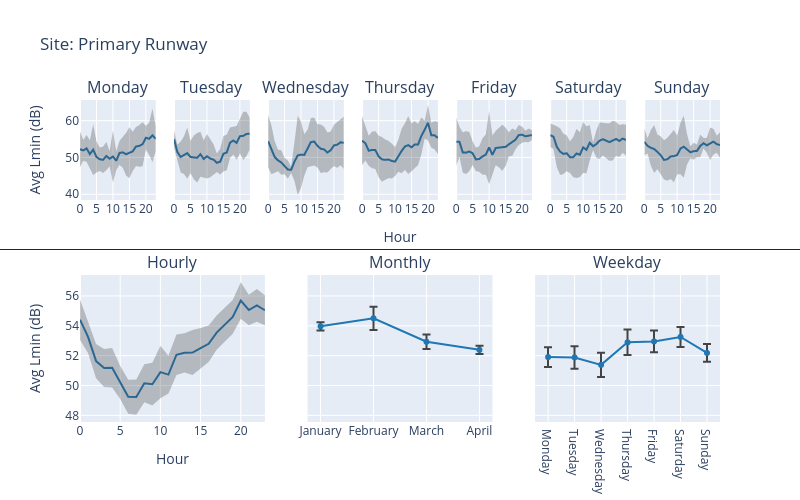 Site: Primary Runway
Monday Tuesday Wednesday Thursday Friday Saturday Sunday
Avg Lmin (dB)
60
50
40
0 5 10 15 20 0 5 10 15 20 0 5 10 15 20 0 5 10 15 20 0 5 10 15 20 0 5 10 15 20 0 5 10 15 20
Hour
Hourly Monthly Weekday
Avg Lmin (dB)
56
54
52
50
48
0 5 10 15 20
Hour
January February March April
Monday
Tuesday
Wednesday
Thursday
Friday
Saturday
Sunday